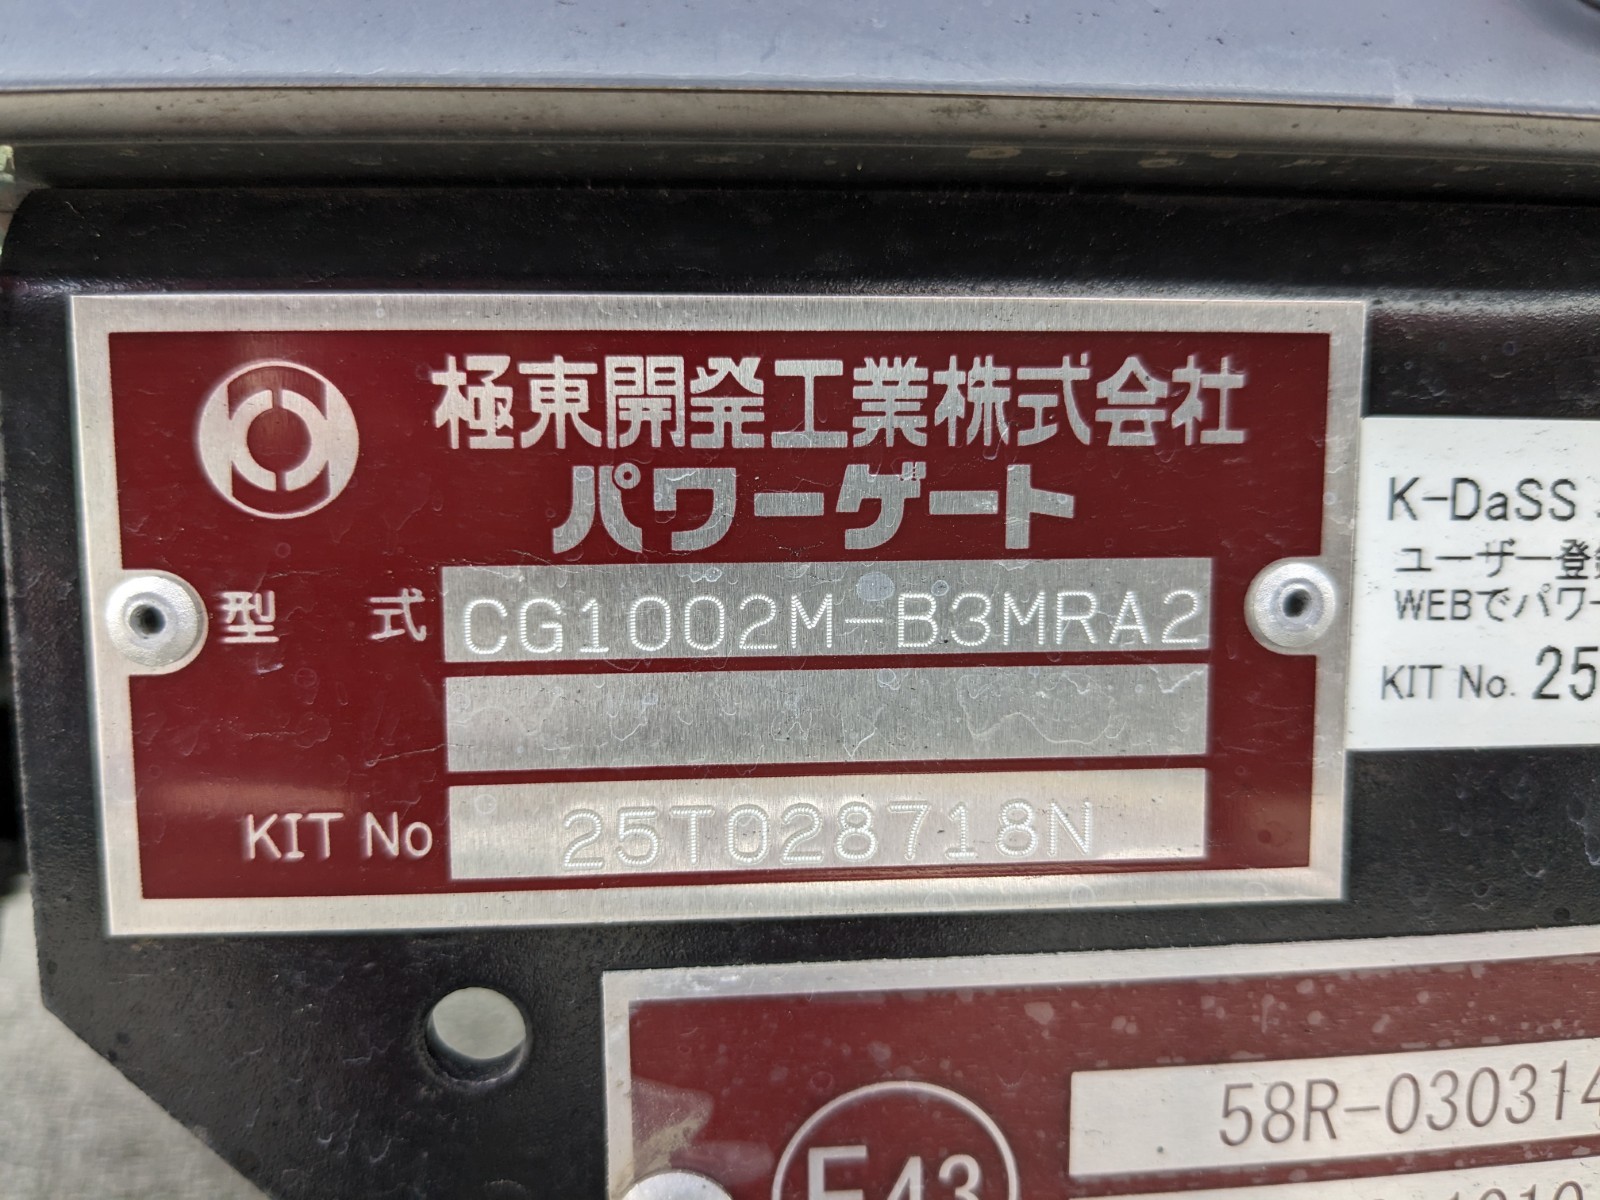 極東開発工業株式会社
パワーゲート
型 式 CG1002M-B3MRA2
KIT No 25T028718N
K-DaSS
ユーザー登
WEBでパワー
KIT No. 25
58R-030314
E43